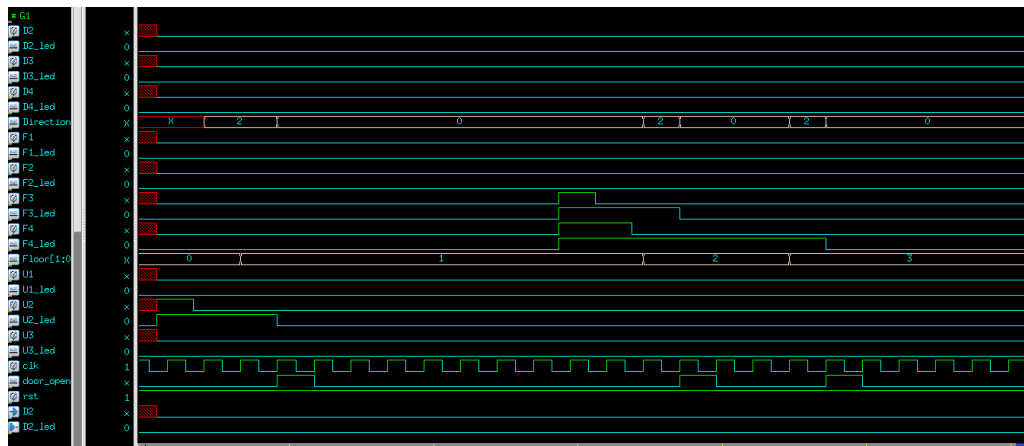 G1
D2 x
D2_led 0
D3 x
D3_led 0
D4 x
D4_led 0
Direction X X 2 0 2 0 2 0
F1 x
F1_led 0
F2 x
F2_led 0
F3 x
F3_led 0
F4 x
F4_led 0
Floor[1:0 X 0 1 2 3
U1 x
U1_led 0
U2 x
U2_led 0
U3 x
U3_led 0
clk 1
door_open x
rst 1
D2 x
D2_led 0